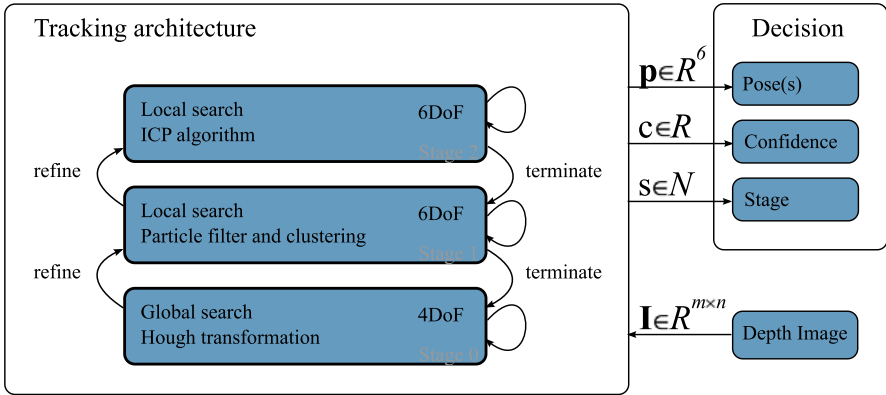 Tracking architecture
Local search 6DoF
ICP algorithm
Stage 2
refine
terminate
Local search 6DoF
Particle filter and clustering
Stage 1
refine
terminate
Global search 4DoF
Hough transformation
Stage 0
p∈R^6
c∈R
s∈N
I∈R^{m×n}
Decision
Pose(s)
Confidence
Stage
Depth Image